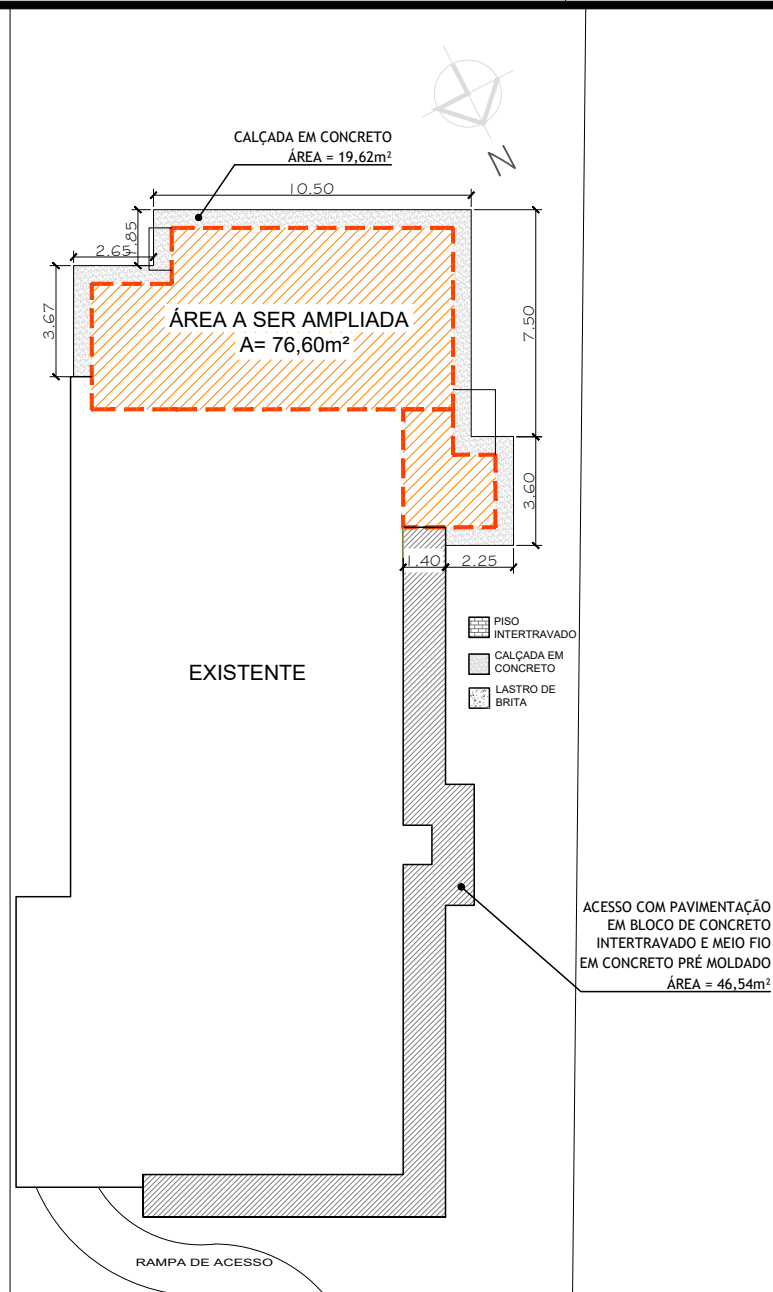 CALÇADA EM CONCRETO
ÁREA = 19,62m²
N
10.50
1.85
2.65
3.67
7.50
ÁREA A SER AMPLIADA
A= 76,60m²
3.60
1.40
2.25
PISO
INTERTRAVADO
CALÇADA EM
CONCRETO
LASTRO DE
BRITA
EXISTENTE
ACESSO COM PAVIMENTAÇÃO
EM BLOCO DE CONCRETO
INTERTRAVADO E MEIO FIO
EM CONCRETO PRÉ MOLDADO
ÁREA = 46,54m²
RAMPA DE ACESSO